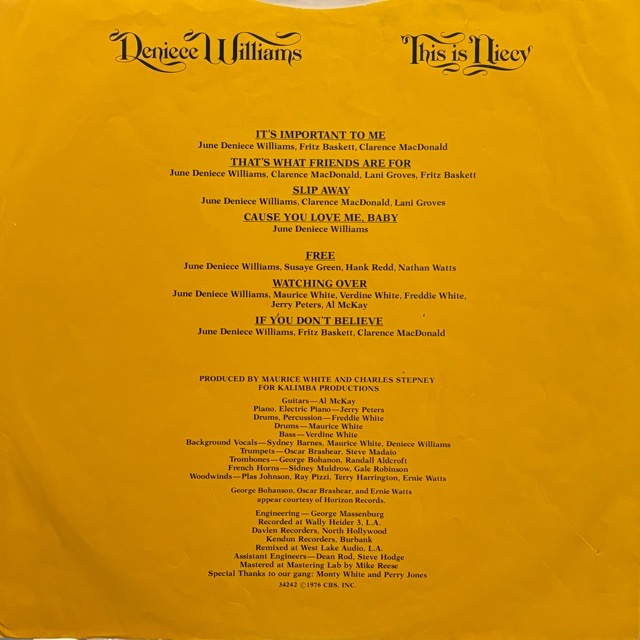 Deniece Williams
This is Niecy
IT'S IMPORTANT TO ME
June Deniece Williams, Fritz Baskett, Clarence MacDonald
THAT'S WHAT FRIENDS ARE FOR
June Deniece Williams, Clarence MacDonald, Lani Groves, Fritz Baskett
SLIP AWAY
June Deniece Williams, Clarence MacDonald, Lani Groves
CAUSE YOU LOVE ME, BABY
June Deniece Williams
FREE
June Deniece Williams, Susaye Green, Hank Redd, Nathan Watts
WATCHING OVER
June Deniece Williams, Maurice White, Verdine White, Freddie White,
Jerry Peters, Al McKay
IF YOU DON'T BELIEVE
June Deniece Williams, Fritz Baskett, Clarence MacDonald
PRODUCED BY MAURICE WHITE AND CHARLES STEPNEY
FOR KALIMBA PRODUCTIONS
Guitars—Al McKay
Piano, Electric Piano—Jerry Peters
Drums, Percussion—Freddie White
Drums—Maurice White
Bass—Verdine White
Background Vocals—Sydney Barnes, Maurice White, Deniece Williams
Trumpets—Oscar Brashear, Steve Madaio
Trombones—George Bohanon, Randall Aldcroft
French Horns—Sidney Muldrow, Gale Robinson
Woodwinds—Plas Johnson, Ray Pizzi, Terry Harrington, Ernie Watts
George Bohanson, Oscar Brashear, and Ernie Watts
appear courtesy of Horizon Records.
Engineering—George Massenburg
Recorded at Wally Heider 3, L.A.
Davlen Recorders, North Hollywood
Kendun Recorders, Burbank
Remixed at West Lake Audio, L.A.
Assistant Engineers—Dean Rod, Steve Hodge
Mastered at Mastering Lab by Mike Reese
Special Thanks to our gang: Monty White and Perry Jones
34242 ©1976 CBS, INC.